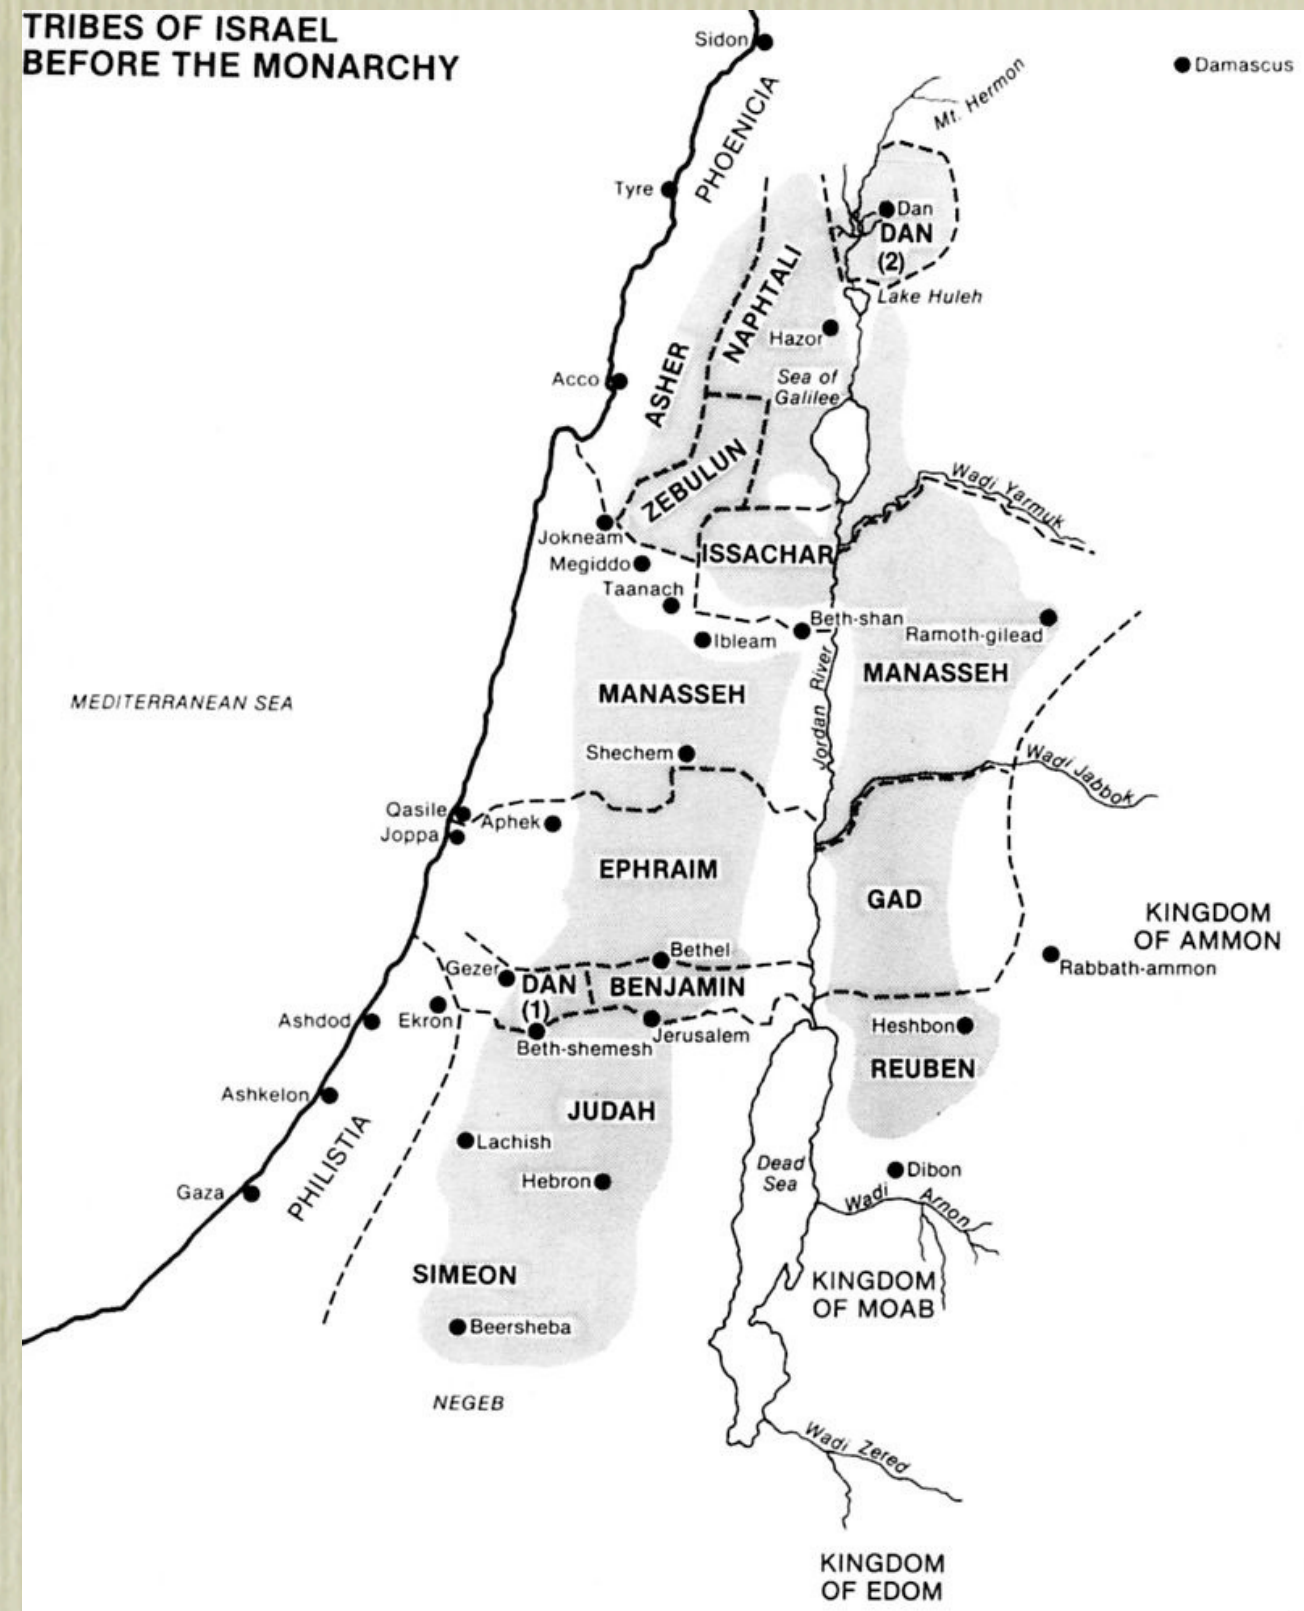 TRIBES OF ISRAEL
BEFORE THE MONARCHY
Sidon
Damascus
PHOENICIA
Mt. Hermon
Tyre
Dan
DAN
(2)
Lake Huleh
NAPHTALI
Hazor
ASHER
Acco
Sea of
Galilee
ZEBULUN
Wadi Yarmuk
Jokneam
ISSACHAR
Megiddo
Taanach
Beth-shan
Ibleam
Ramoth-gilead
MANASSEH
MANASSEH
MEDITERRANEAN SEA
Jordan River
Shechem
Wadi Jabbok
Qasile
Aphek
Joppa
EPHRAIM
GAD
KINGDOM
OF AMMON
Bethel
Gezer
Rabbath-ammon
DAN
(1)
BENJAMIN
Ashdod
Ekron
Jerusalem
Heshbon
Beth-shemesh
REUBEN
Ashkelon
JUDAH
PHILISTIA
Lachish
Dead
Sea
Dibon
Hebron
Gaza
Wadi Arnon
SIMEON
KINGDOM
OF MOAB
Beersheba
NEGEB
Wadi Zered
KINGDOM
OF EDOM